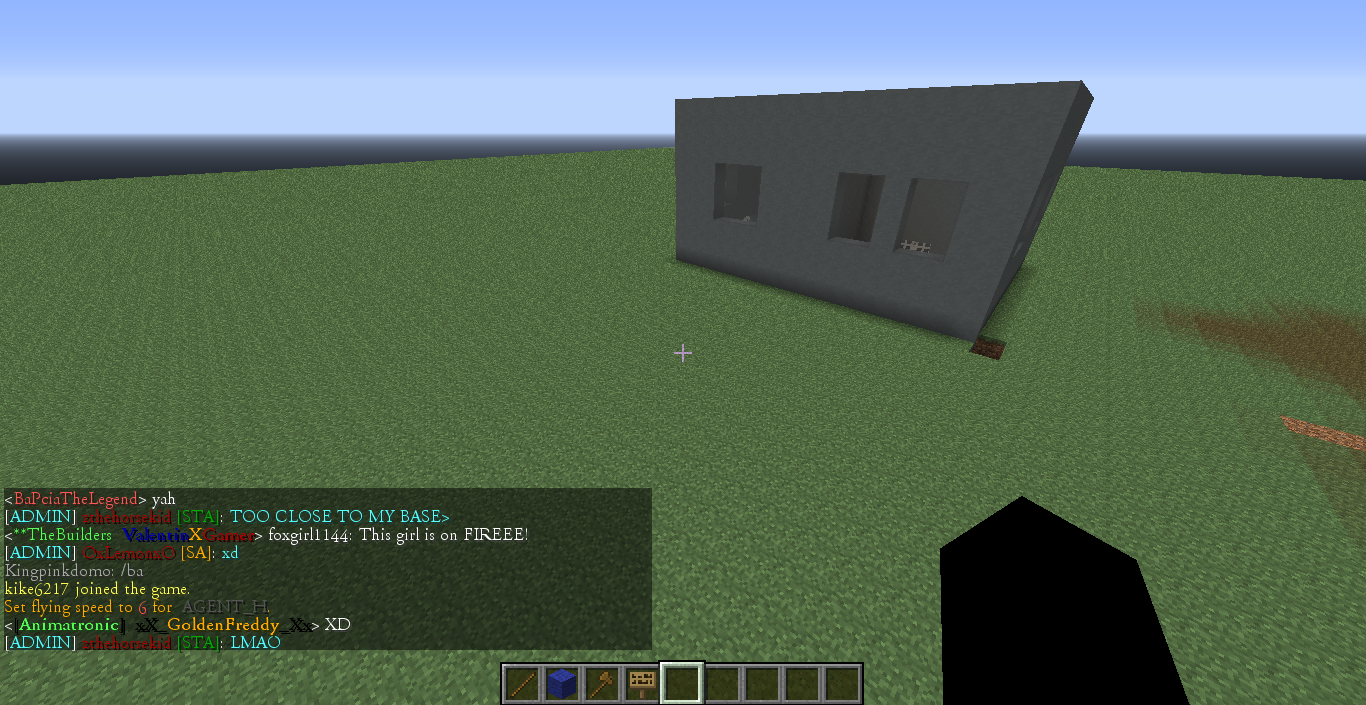 <BaPciaTheLegend> yah
[ADMIN] zthehorsekid [STA]: TOO CLOSE TO MY BASE>
<**TheBuilders ValentinXGamer> foxgirl1144: This girl is on FIREEE!
[ADMIN] [SA]: xd
Kingpinkdomo: /ba
kike6217 joined the game.
Set flying speed to 6 for _AGENT_H.
<|Animatronic| xX_GoldenFreddy_Xx> XD
[ADMIN] zthehorsekid [STA]: LMAO